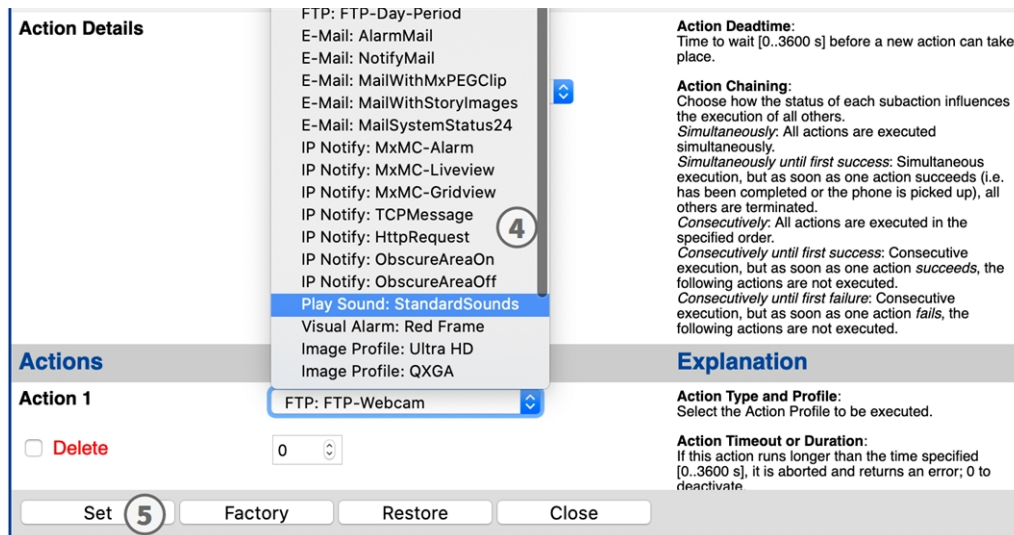 FTP: FTP-Day-Period
Action Details
E-Mail: AlarmMail
E-Mail: NotifyMail
E-Mail: MailWithMxPEGClip
E-Mail: MailWithStoryImages
E-Mail: MailSystemStatus24
IP Notify: MxMC-Alarm
IP Notify: MxMC-Liveview
IP Notify: MxMC-Gridview
IP Notify: TCPMessage
IP Notify: HttpRequest
4
IP Notify: ObscureAreaOn
IP Notify: ObscureAreaOff
Play Sound: StandardSounds
Visual Alarm: Red Frame
Image Profile: Ultra HD
Image Profile: QXGA
Action Deadtime:
Time to wait [0..3600 s] before a new action can take
place.
Action Chaining:
Choose how the status of each subaction influences
the execution of all others.
Simultaneously: All actions are executed
simultaneously.
Simultaneously until first success: Simultaneous
execution, but as soon as one action succeeds (i.e.
has been completed or the phone is picked up), all
others are terminated.
Consecutively: All actions are executed in the
specified order.
Consecutively until first success: Consecutive
execution, but as soon as one action succeeds, the
following actions are not executed.
Consecutively until first failure: Consecutive
execution, but as soon as one action fails, the
following actions are not executed.
Actions
Explanation
Action 1
FTP: FTP-Webcam
Delete
0
Action Type and Profile:
Select the Action Profile to be executed.
Action Timeout or Duration:
If this action runs longer than the time specified
[0..3600 s], it is aborted and returns an error; 0 to
deactivate.
Set
5
Factory
Restore
Close